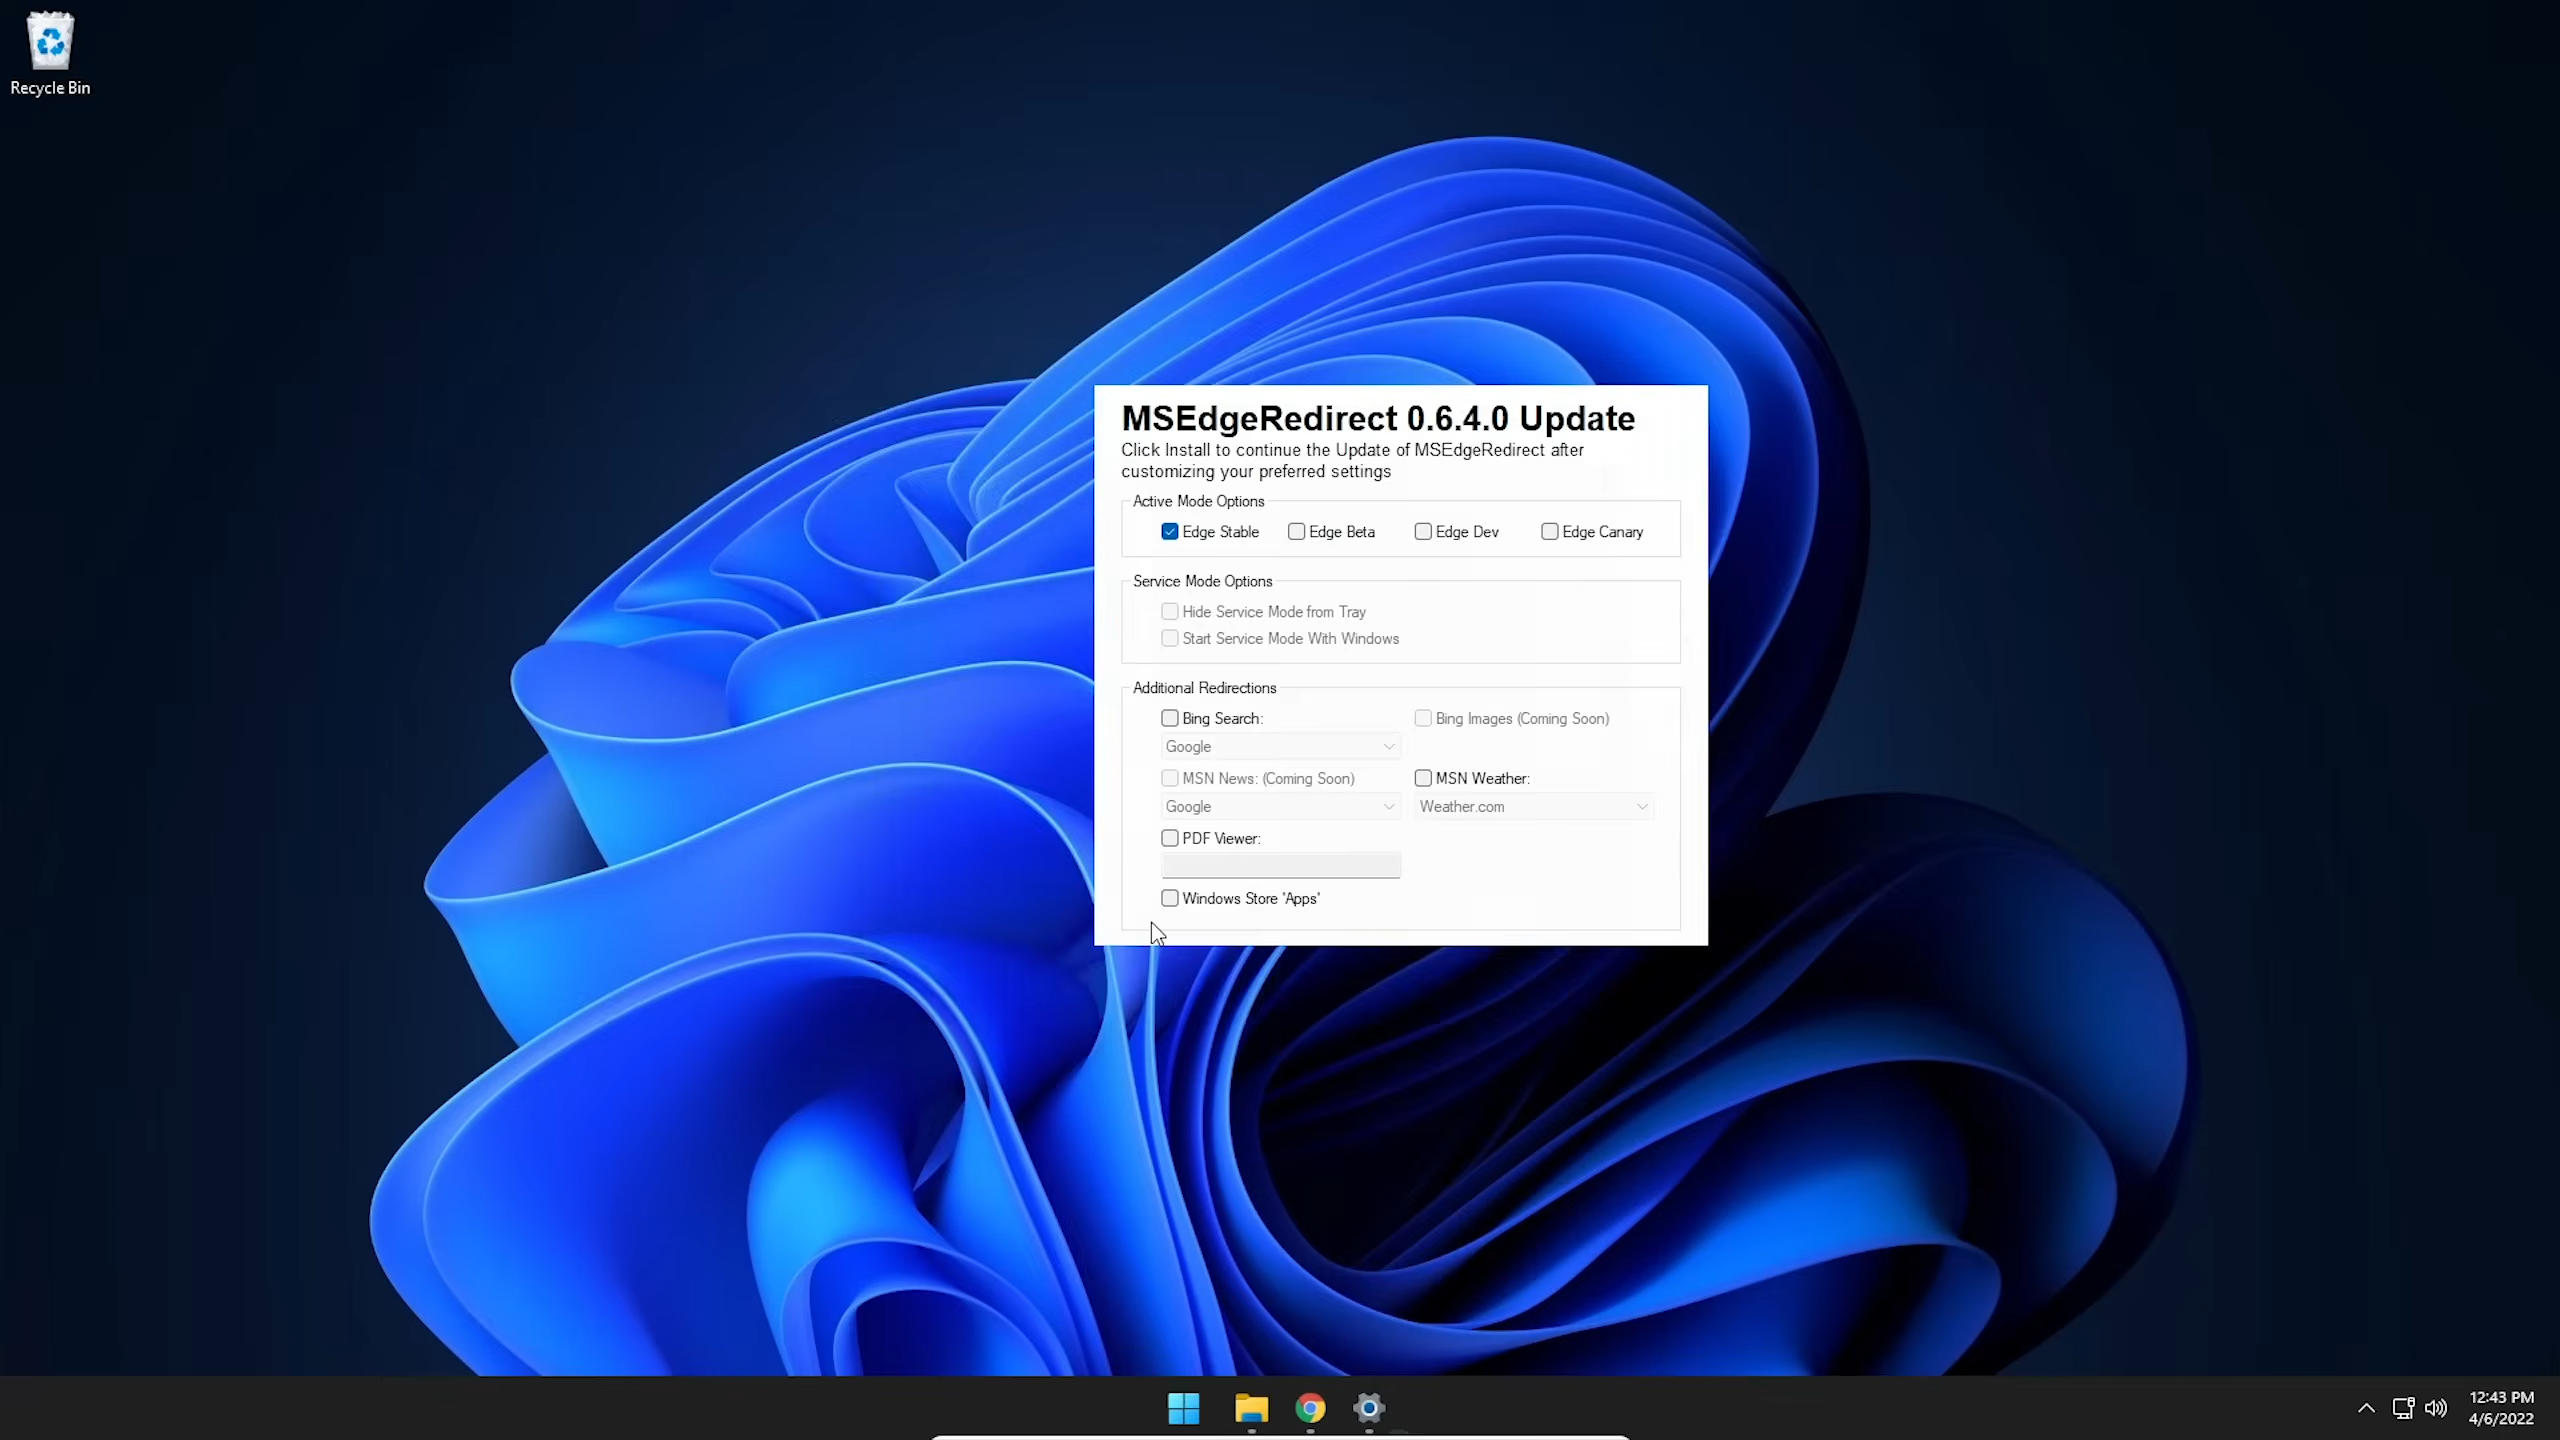 Recycle Bin
MSEdgeRedirect 0.6.4.0 Update
Click Install to continue the Update of MSEdgeRedirect after
customizing your preferred settings
Active Mode Options
Edge Stable
Edge Beta
Edge Dev
Edge Canary
Service Mode Options
Hide Service Mode from Tray
Start Service Mode With Windows
Additional Redirections
Bing Search:
Bing Images (Coming Soon)
Google
MSN News: (Coming Soon)
MSN Weather:
Google
Weather.com
PDF Viewer:
Windows Store 'Apps'
12:43 PM
4/6/2022